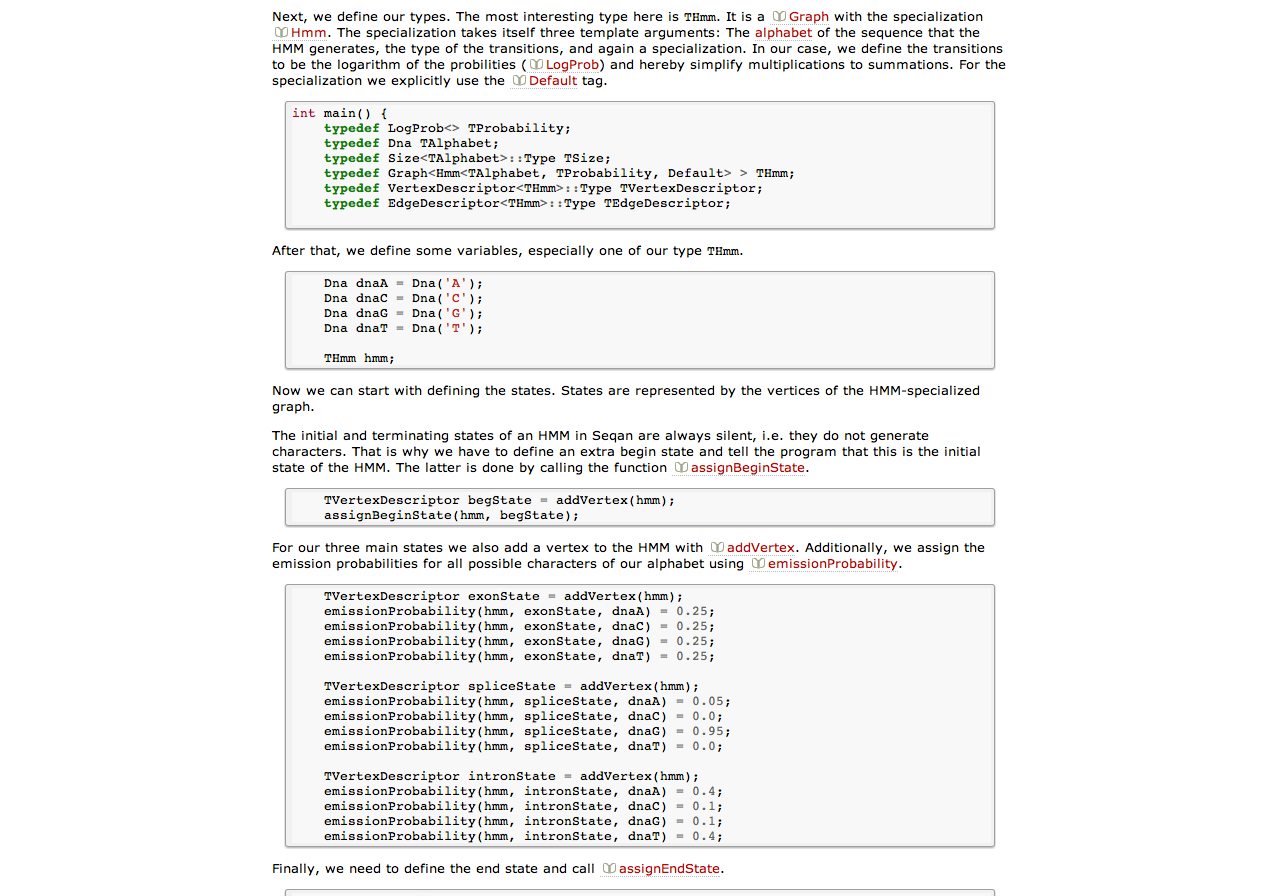 Next, we define our types. The most interesting type here is THmm. It is a Graph with the specialization
Hmm. The specialization takes itself three template arguments: The alphabet of the sequence that the
HMM generates, the type of the transitions, and again a specialization. In our case, we define the transitions
to be the logarithm of the probilities ( LogProb) and hereby simplify multiplications to summations. For the
specialization we explicitly use the Default tag.
int main() {
    typedef LogProb<> TProbability;
    typedef Dna TAlphabet;
    typedef Size<TAlphabet>::Type TSize;
    typedef Graph<Hmm<TAlphabet, TProbability, Default> > THmm;
    typedef VertexDescriptor<THmm>::Type TVertexDescriptor;
    typedef EdgeDescriptor<THmm>::Type TEdgeDescriptor;
After that, we define some variables, especially one of our type THmm.
    Dna dnaA = Dna('A');
    Dna dnaC = Dna('C');
    Dna dnaG = Dna('G');
    Dna dnaT = Dna('T');
    THmm hmm;
Now we can start with defining the states. States are represented by the vertices of the HMM-specialized
graph.
The initial and terminating states of an HMM in Seqan are always silent, i.e. they do not generate
characters. That is why we have to define an extra begin state and tell the program that this is the initial
state of the HMM. The latter is done by calling the function assignBeginState.
    TVertexDescriptor begState = addVertex(hmm);
    assignBeginState(hmm, begState);
For our three main states we also add a vertex to the HMM with addVertex. Additionally, we assign the
emission probabilities for all possible characters of our alphabet using emissionProbability.
    TVertexDescriptor exonState = addVertex(hmm);
    emissionProbability(hmm, exonState, dnaA) = 0.25;
    emissionProbability(hmm, exonState, dnaC) = 0.25;
    emissionProbability(hmm, exonState, dnaG) = 0.25;
    emissionProbability(hmm, exonState, dnaT) = 0.25;
    TVertexDescriptor spliceState = addVertex(hmm);
    emissionProbability(hmm, spliceState, dnaA) = 0.05;
    emissionProbability(hmm, spliceState, dnaC) = 0.0;
    emissionProbability(hmm, spliceState, dnaG) = 0.95;
    emissionProbability(hmm, spliceState, dnaT) = 0.0;
    TVertexDescriptor intronState = addVertex(hmm);
    emissionProbability(hmm, intronState, dnaA) = 0.4;
    emissionProbability(hmm, intronState, dnaC) = 0.1;
    emissionProbability(hmm, intronState, dnaG) = 0.1;
    emissionProbability(hmm, intronState, dnaT) = 0.4;
Finally, we need to define the end state and call assignEndState.